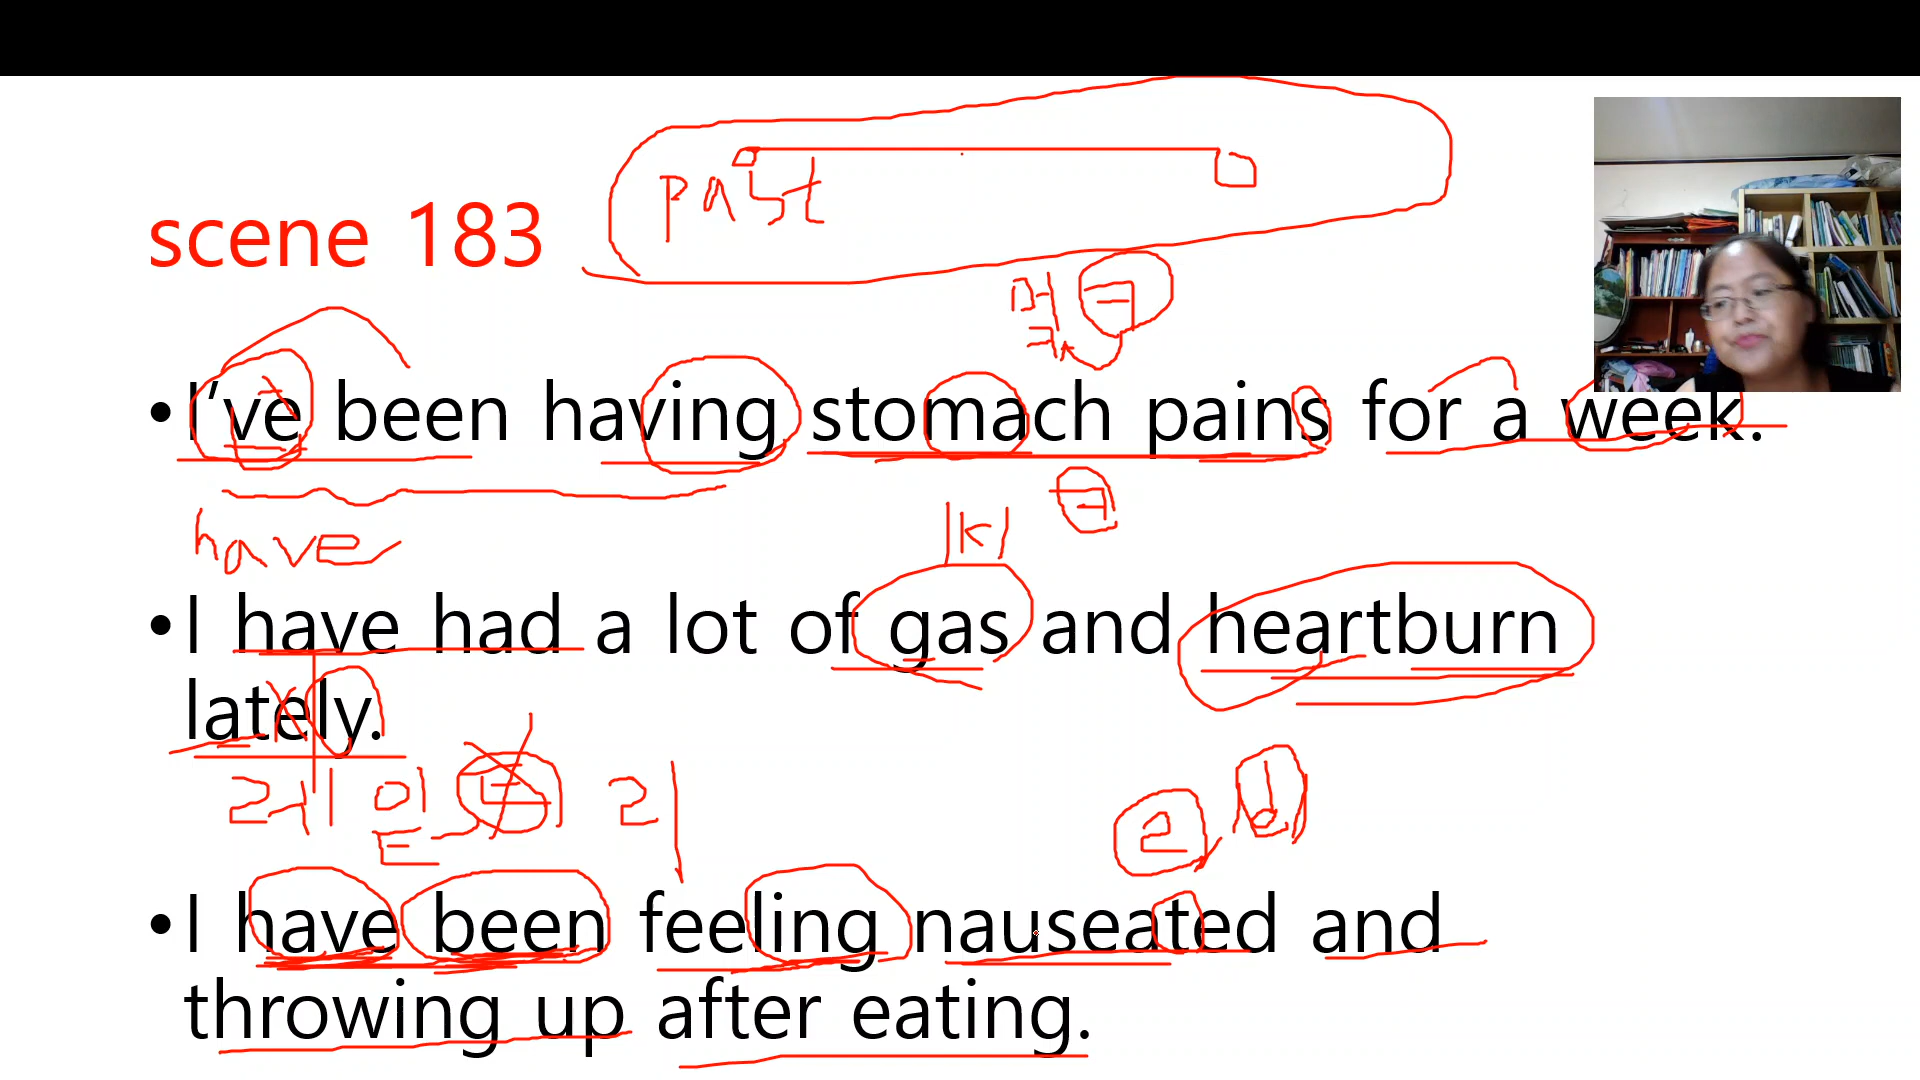 past
scene 183
• I've been having stomach pains for a week.
have
|k|
• I have had a lot of gas and heartburn
lately.
• I have been feeling nauseated and
throwing up after eating.